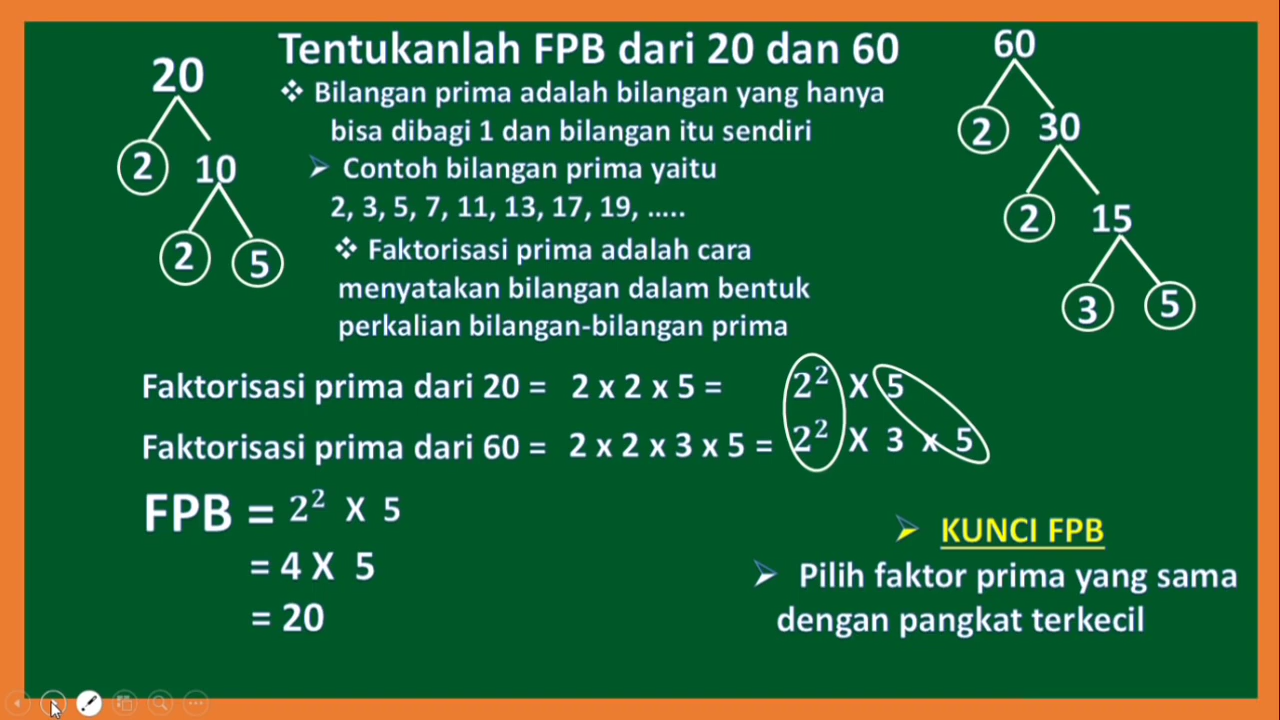 Tentukanlah FPB dari 20 dan 60
20
2 10
2 5
❖ Bilangan prima adalah bilangan yang hanya
bisa dibagi 1 dan bilangan itu sendiri
➢ Contoh bilangan prima yaitu
2, 3, 5, 7, 11, 13, 17, 19, .....
❖ Faktorisasi prima adalah cara
menyatakan bilangan dalam bentuk
perkalian bilangan-bilangan prima
60
2 30
2 15
3 5
Faktorisasi prima dari 20 = 2 x 2 x 5 = 2² X 5
Faktorisasi prima dari 60 = 2 x 2 x 3 x 5 = 2² X 3 x 5
FPB = 2² X 5
= 4 X 5
= 20
➢ KUNCI FPB
➢ Pilih faktor prima yang sama
dengan pangkat terkecil